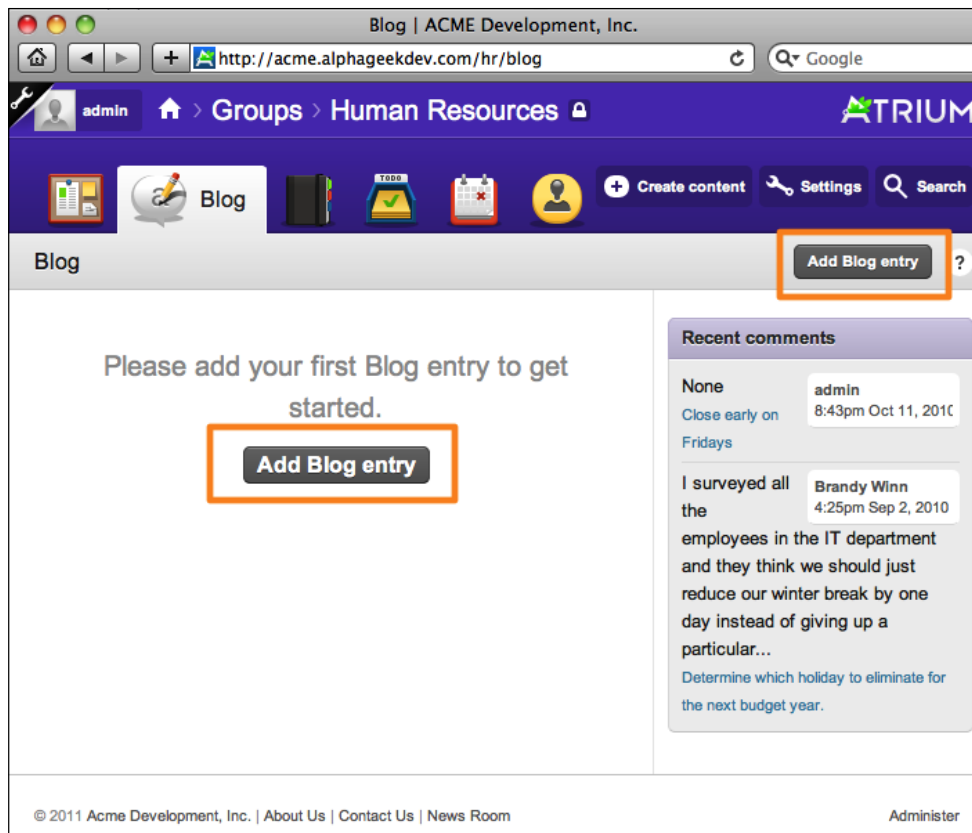 Blog | ACME Development, Inc.
http://acme.alphageekdev.com/hr/blog
Google
admin
Groups › Human Resources
ATRIUM
Blog
TODO
Create content
Settings
Search
Blog
Add Blog entry
?
Please add your first Blog entry to get
started.
Add Blog entry
Recent comments
None
admin
8:43pm Oct 11, 2010
Close early on
Fridays
I surveyed all
the
Brandy Winn
4:25pm Sep 2, 2010
employees in the IT department
and they think we should just
reduce our winter break by one
day instead of giving up a
particular...
Determine which holiday to eliminate for
the next budget year.
© 2011 Acme Development, Inc. | About Us | Contact Us | News Room
Administer